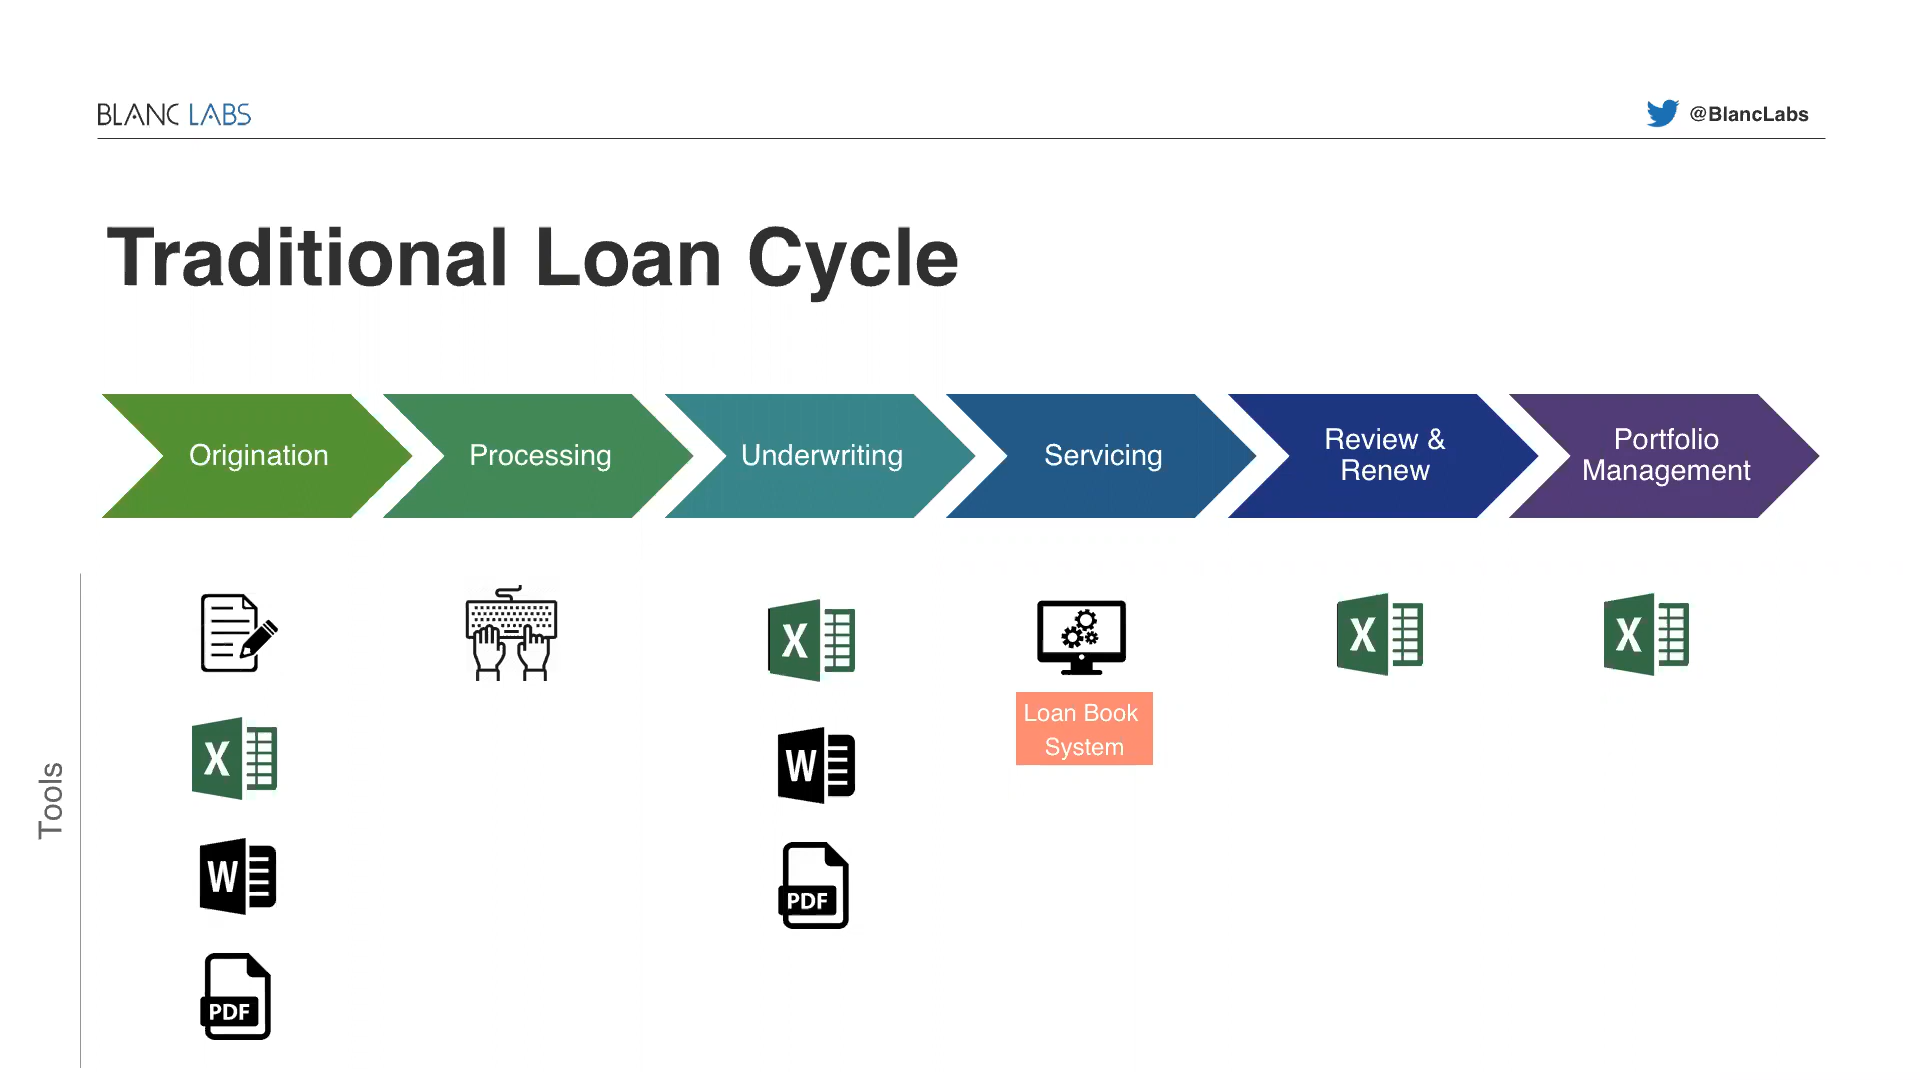 BLANC LABS
@BlancLabs
Traditional Loan Cycle
Origination
Processing
Underwriting
Servicing
Review &
Renew
Portfolio
Management
Tools
X
W
PDF
X
W
PDF
Loan Book
System
X
X